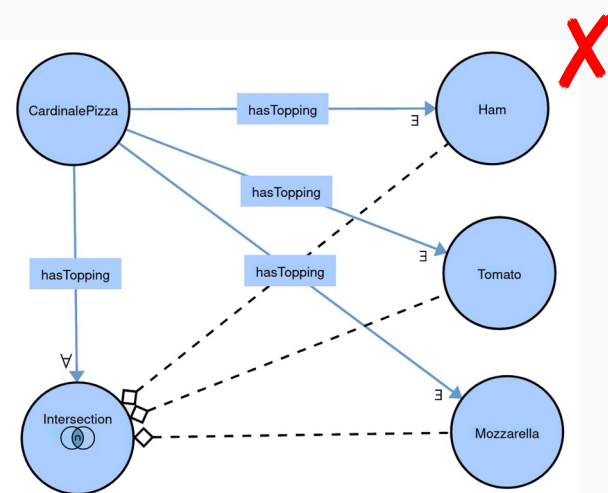 CardinalePizza
hasTopping
Ham
∃
hasTopping
∃
Tomato
hasTopping
hasTopping
∀
∃
Intersection
∩
Mozzarella